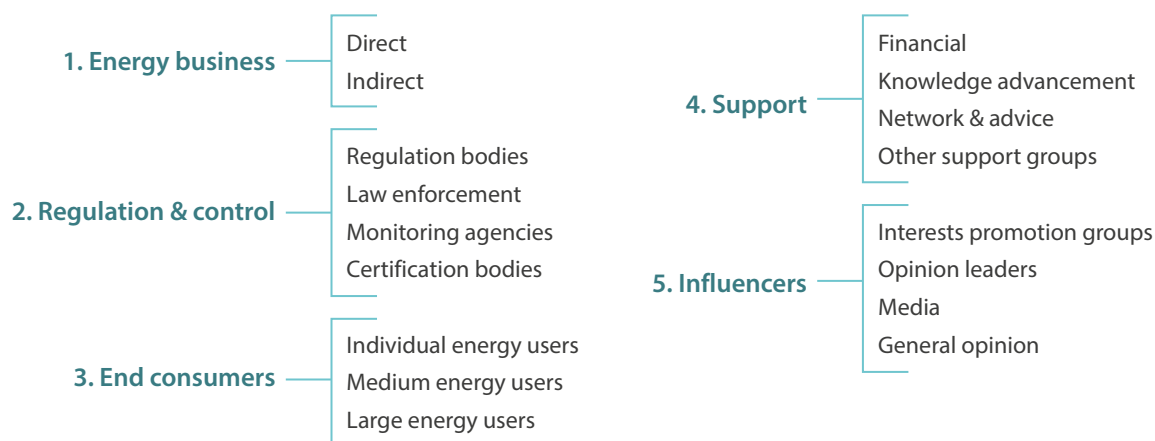 1. Energy business
Direct
Indirect
2. Regulation & control
Regulation bodies
Law enforcement
Monitoring agencies
Certification bodies
3. End consumers
Individual energy users
Medium energy users
Large energy users
4. Support
Financial
Knowledge advancement
Network & advice
Other support groups
5. Influencers
Interests promotion groups
Opinion leaders
Media
General opinion